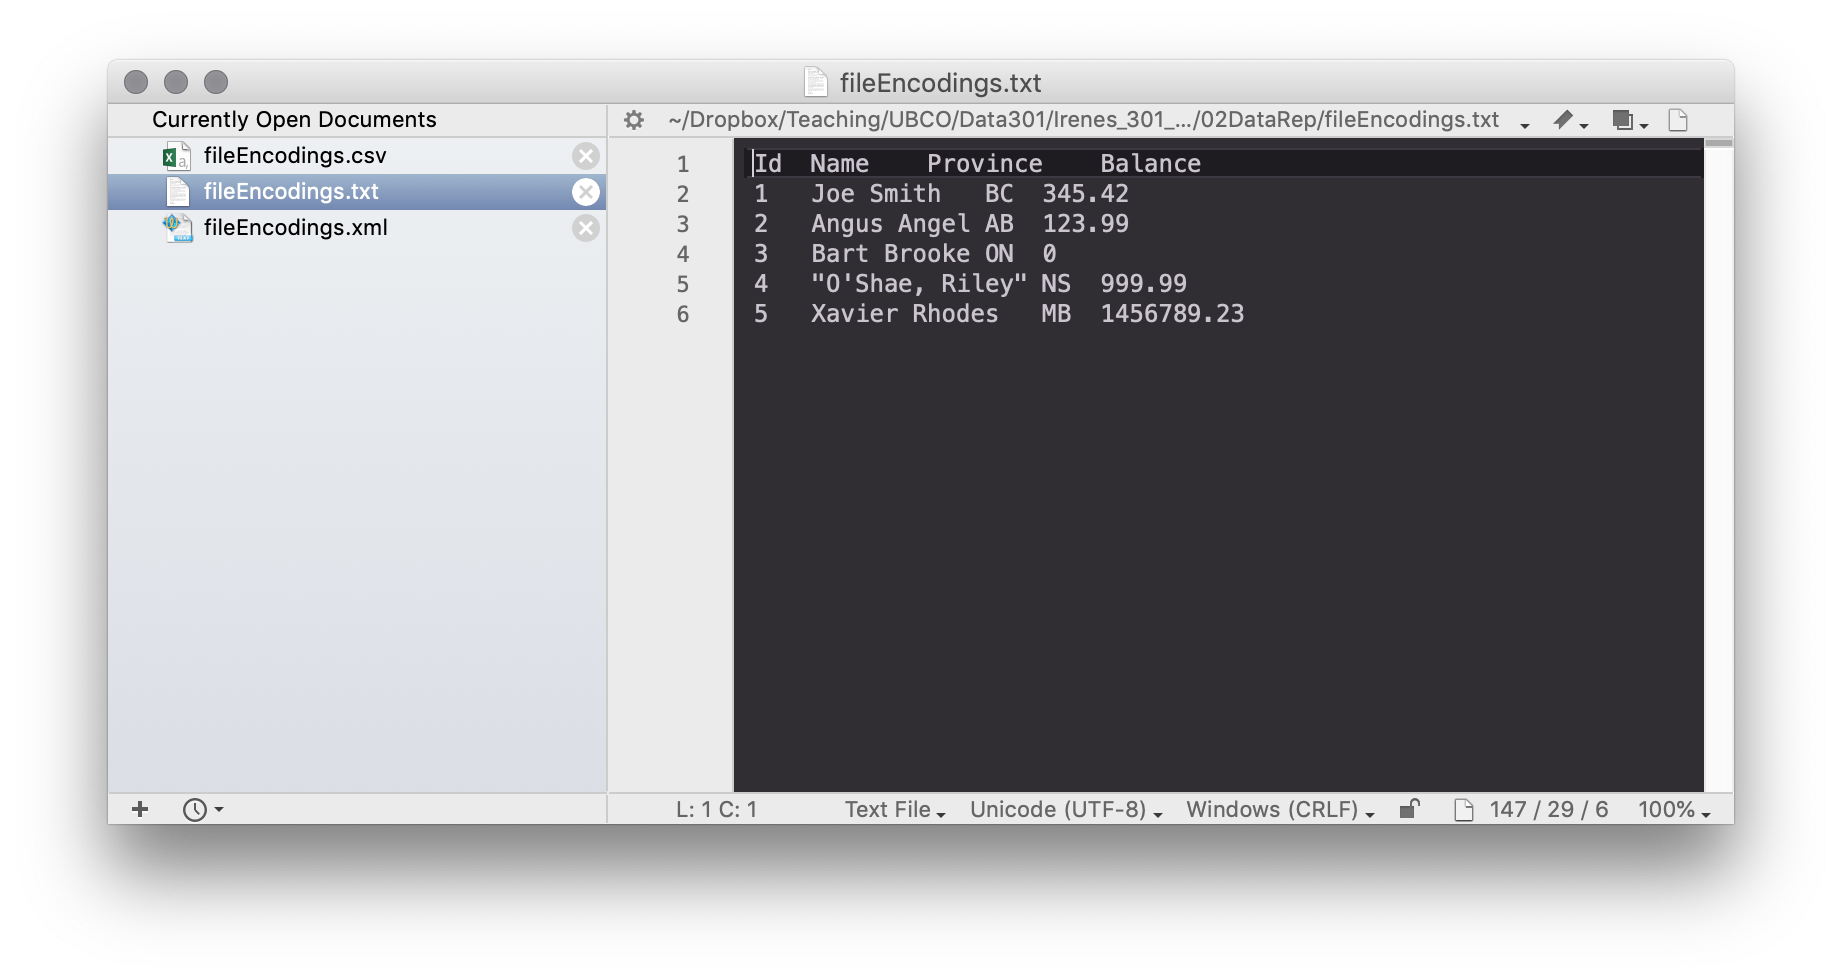 fileEncodings.txt
Currently Open Documents
~/Dropbox/Teaching/UBCO/Data301/Irenes_301_.../02DataRep/fileEncodings.txt
fileEncodings.csv
fileEncodings.txt
fileEncodings.xml
1 Id Name Province Balance
2 1 Joe Smith BC 345.42
3 2 Angus Angel AB 123.99
4 3 Bart Brooke ON 0
5 4 "O'Shae, Riley" NS 999.99
6 5 Xavier Rhodes MB 1456789.23
L: 1 C: 1 Text File Unicode (UTF-8) Windows (CRLF) 147 / 29 / 6 100%